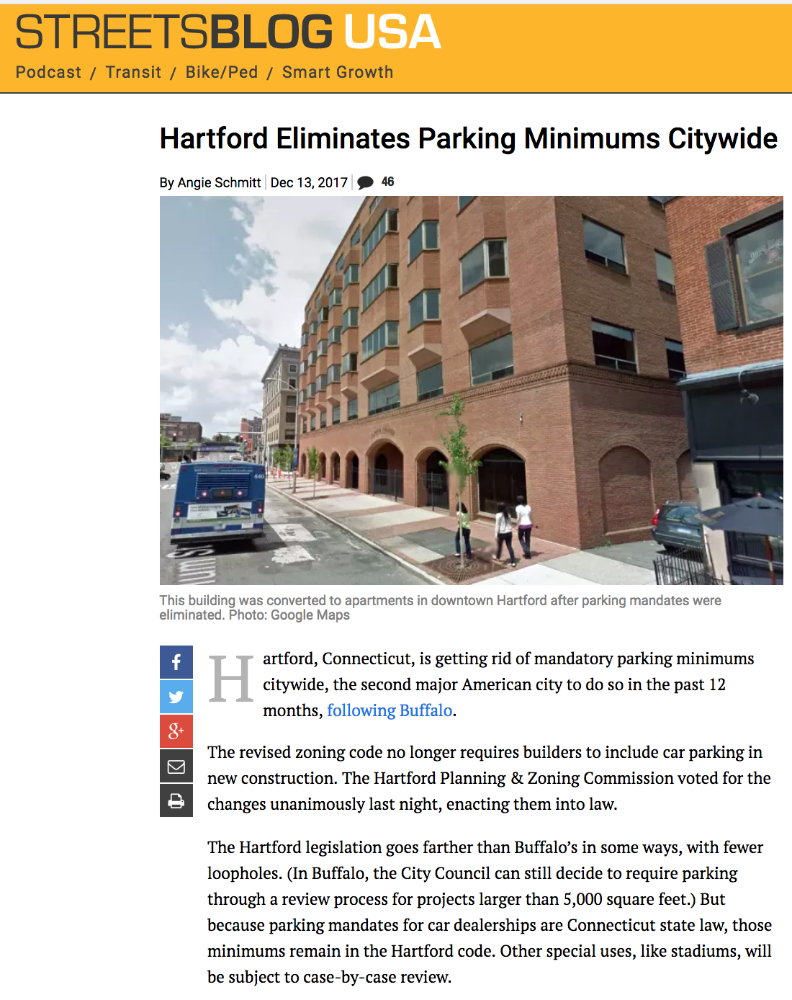 STREETSBLOG USA
Podcast / Transit / Bike/Ped / Smart Growth
Hartford Eliminates Parking Minimums Citywide
By Angie Schmitt | Dec 13, 2017 | 46
440
This building was converted to apartments in downtown Hartford after parking mandates were
eliminated. Photo: Google Maps
f
g+
Hartford, Connecticut, is getting rid of mandatory parking minimums
citywide, the second major American city to do so in the past 12
months, following Buffalo.
The revised zoning code no longer requires builders to include car parking in
new construction. The Hartford Planning & Zoning Commission voted for the
changes unanimously last night, enacting them into law.
The Hartford legislation goes farther than Buffalo’s in some ways, with fewer
loopholes. (In Buffalo, the City Council can still decide to require parking
through a review process for projects larger than 5,000 square feet.) But
because parking mandates for car dealerships are Connecticut state law, those
minimums remain in the Hartford code. Other special uses, like stadiums, will
be subject to case-by-case review.